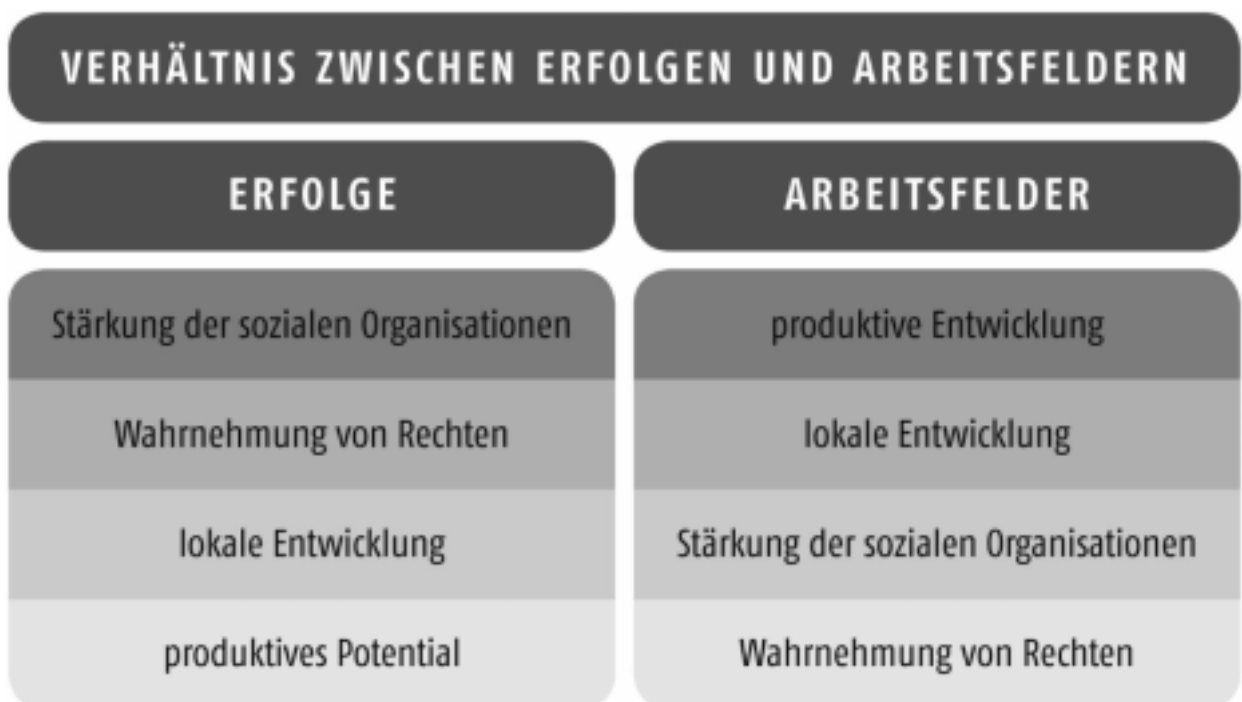 VERHÄLTNIS ZWISCHEN ERFOLGEN UND ARBEITSFELDERN
ERFOLGE
ARBEITSFELDER
Stärkung der sozialen Organisationen
produktive Entwicklung
Wahrnehmung von Rechten
lokale Entwicklung
lokale Entwicklung
Stärkung der sozialen Organisationen
produktives Potential
Wahrnehmung von Rechten